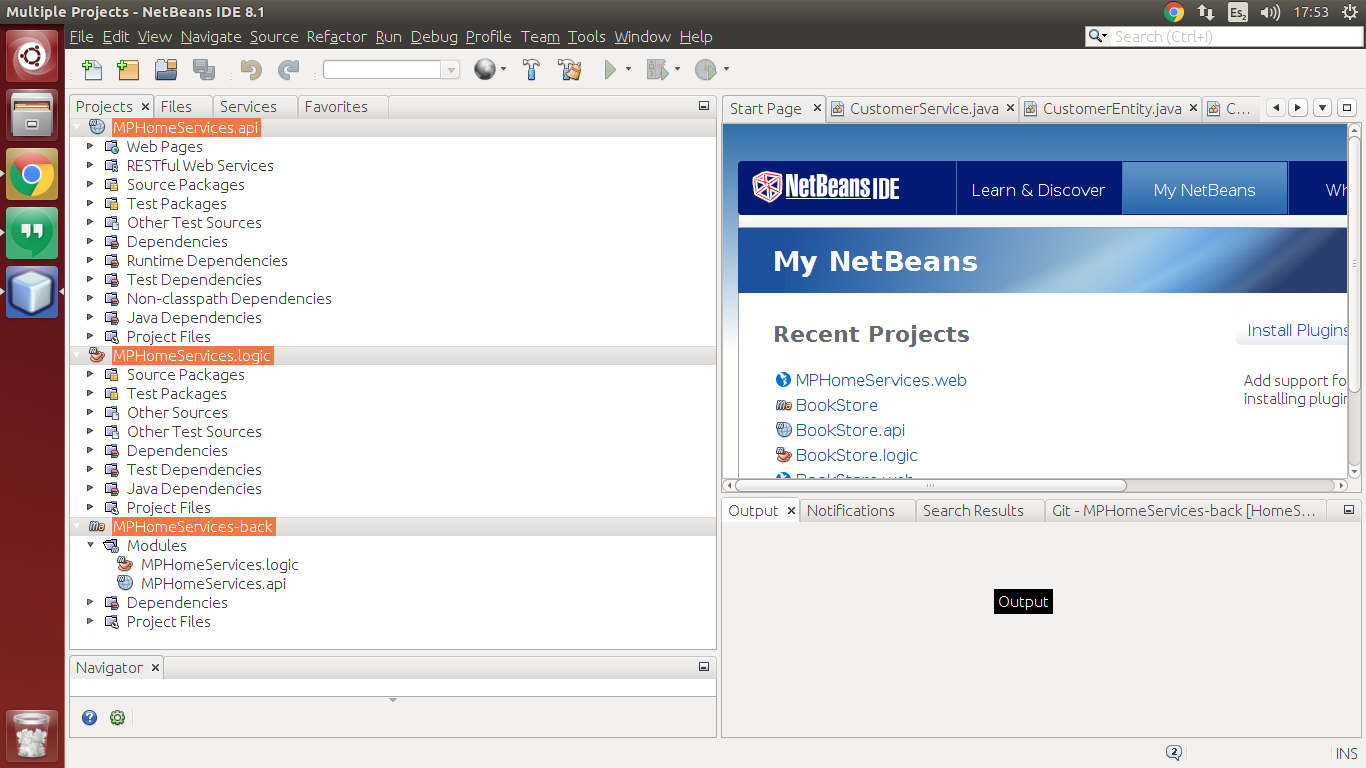 Multiple Projects - NetBeans IDE 8.1
Es2
17:53
File Edit View Navigate Source Refactor Run Debug Profile Team Tools Window Help
Search (Ctrl+I)
Projects
Files
Services
Favorites
MPHomeServices.api
Web Pages
RESTful Web Services
Source Packages
Test Packages
Other Test Sources
Dependencies
Runtime Dependencies
Test Dependencies
Non-classpath Dependencies
Java Dependencies
Project Files
MPHomeServices.logic
Source Packages
Test Packages
Other Sources
Other Test Sources
Dependencies
Test Dependencies
Java Dependencies
Project Files
MPHomeServices-back
Modules
MPHomeServices.logic
MPHomeServices.api
Dependencies
Project Files
Navigator
Start Page
CustomerService.java
CustomerEntity.java
C...
NetBeans IDE
Learn & Discover
My NetBeans
Wh
My NetBeans
Recent Projects
Install Plugins
MPHomeServices.web
BookStore
BookStore.api
BookStore.logic
BookStore.web
Add support fo
installing plugin
Output
Notifications
Search Results
Git - MPHomeServices-back [HomeS...
Output
2
INS